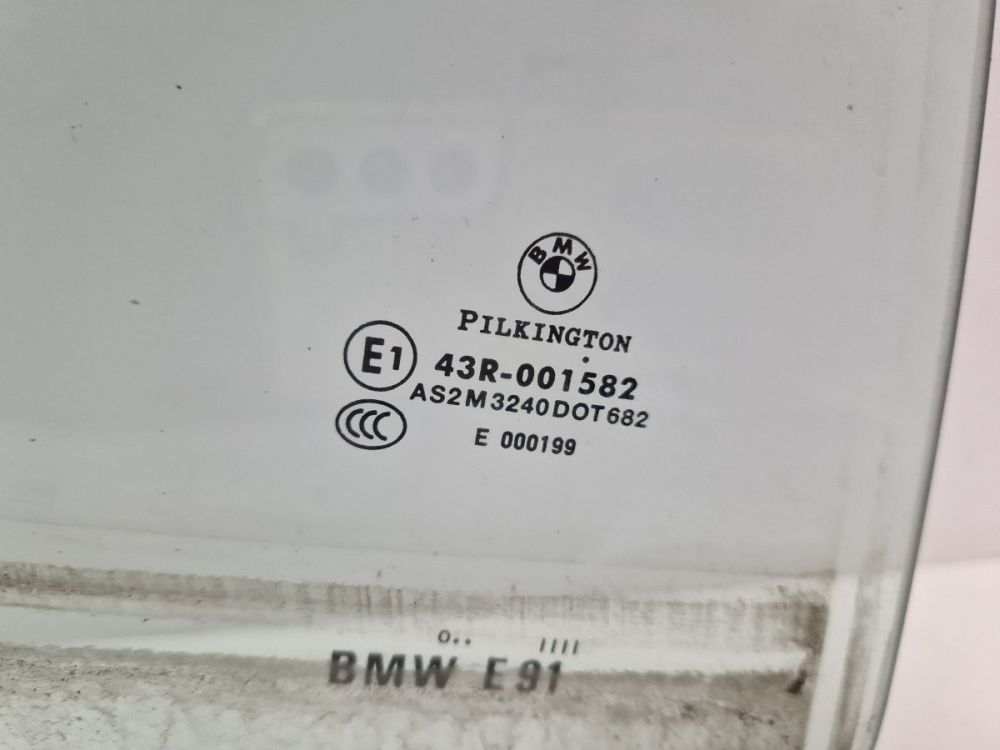 BMW
PILKINGTON
E1 43R-001582
AS2M3240DOT682
CCC
E 000199
o.. ////
BMW E91